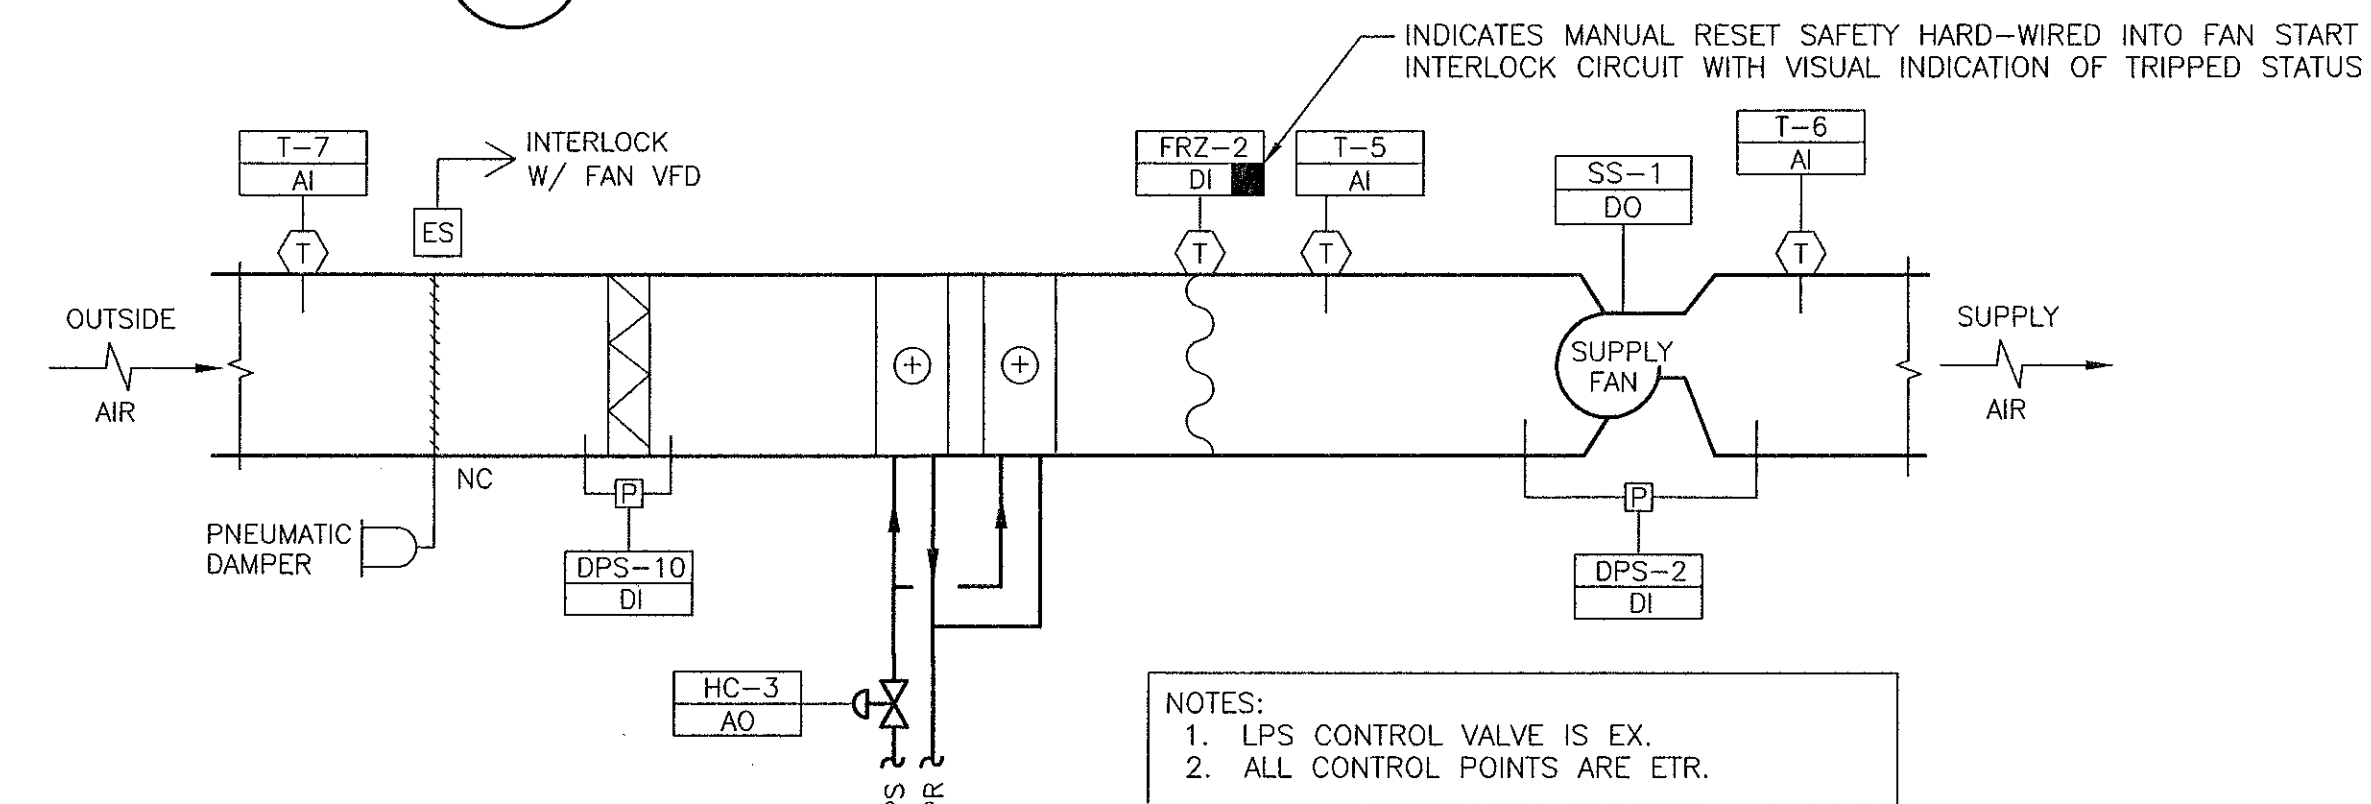 INDICATES MANUAL RESET SAFETY HARD-WIRED INTO FAN START
INTERLOCK CIRCUIT WITH VISUAL INDICATION OF TRIPPED STATUS
T-7
AI
INTERLOCK
W/ FAN VFD
ES
FRZ-2
DI
T-5
AI
SS-1
DO
T-6
AI
T
T
T
T
OUTSIDE
AIR
SUPPLY
FAN
SUPPLY
AIR
NC
PNEUMATIC
DAMPER
P
DPS-10
DI
P
DPS-2
DI
HC-3
AO
NOTES:
1. LPS CONTROL VALVE IS EX.
2. ALL CONTROL POINTS ARE ETR.